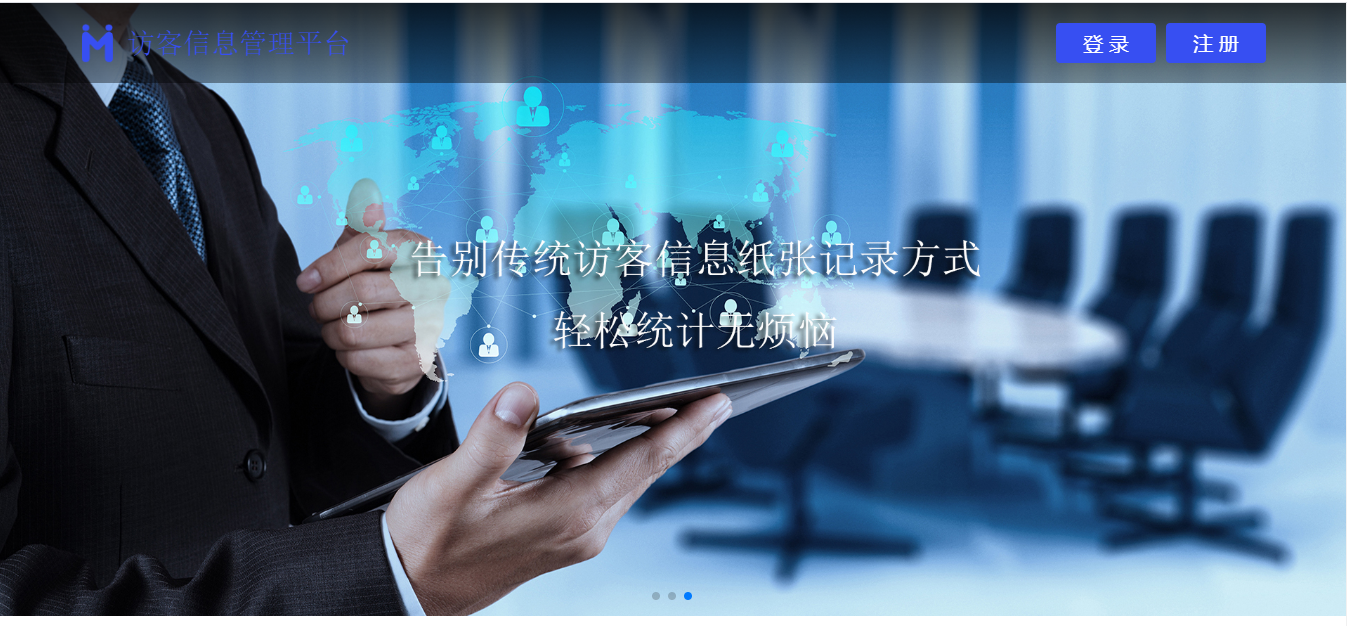 访客信息管理平台
登录
注册
告别传统访客信息纸张记录方式
轻松统计无烦恼